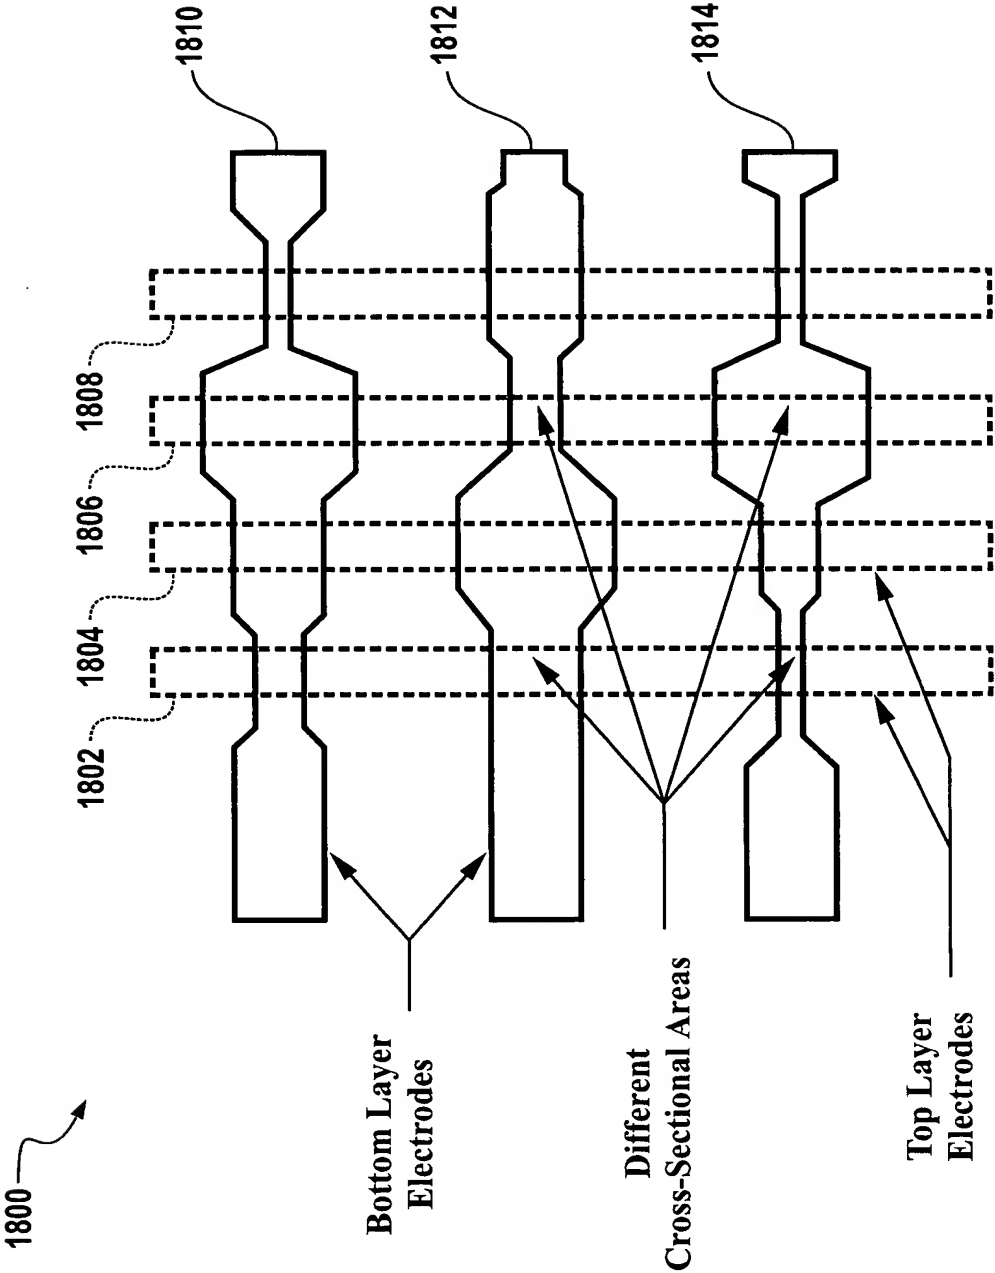 1800
1802
1804
1806
1808
1810
1812
1814
Bottom Layer
Electrodes
Different
Cross-Sectional Areas
Top Layer
Electrodes